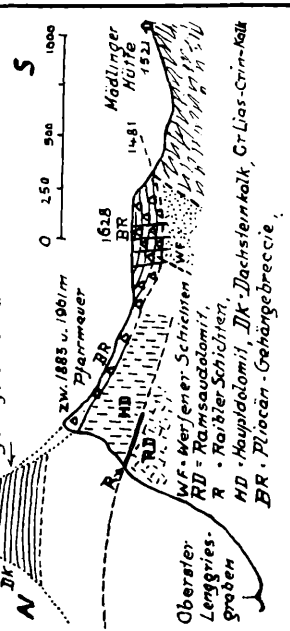 S
0 250 500 1000
Mödlinger
Hütte
1521
1481
1628
BR
zw. 1883 u. 1961 m
Pfarrmauer
BR
HD
WF
R
RD
DK
N
Oberster
Lenggries-
graben
WF = Werfener Schichten
RD = Ramsaudolomit,
R = Raibler Schichten,
HD = Hauptdolomit, DK = Dachsteinkalk, Cr Lias-Crin-Kalk
BR = Pliocän-Gehängebreccie.